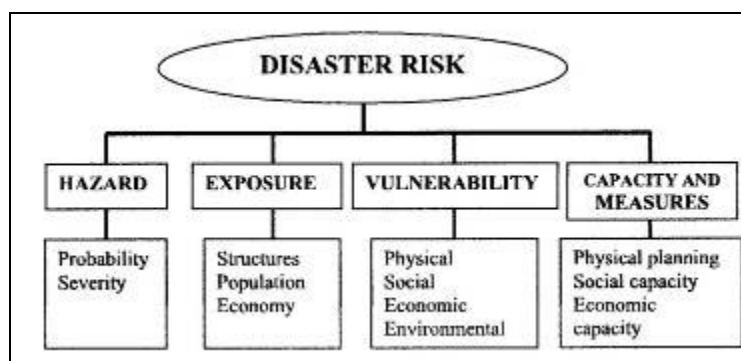 DISASTER RISK
HAZARD
EXPOSURE
VULNERABILITY
CAPACITY AND
MEASURES
Probability
Severity
Structures
Population
Economy
Physical
Social
Economic
Environmental
Physical planning
Social capacity
Economic
capacity